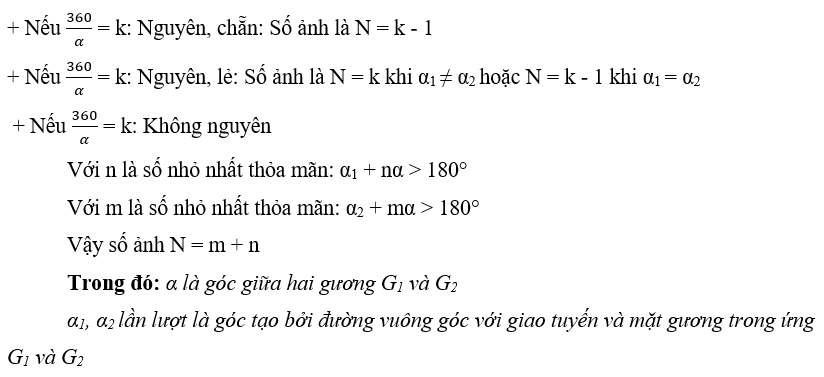 + Nếu 360/α = k: Nguyên, chẵn: Số ảnh là N = k - 1
+ Nếu 360/α = k: Nguyên, lẻ: Số ảnh là N = k khi α₁ ≠ α₂ hoặc N = k - 1 khi α₁ = α₂
+ Nếu 360/α = k: Không nguyên
Với n là số nhỏ nhất thỏa mãn: α₁ + nα > 180°
Với m là số nhỏ nhất thỏa mãn: α₂ + mα > 180°
Vậy số ảnh N = m + n
Trong đó: α là góc giữa hai gương G₁ và G₂
α₁, α₂ lần lượt là góc tạo bởi đường vuông góc với giao tuyến và mặt gương trong ứng
G₁ và G₂